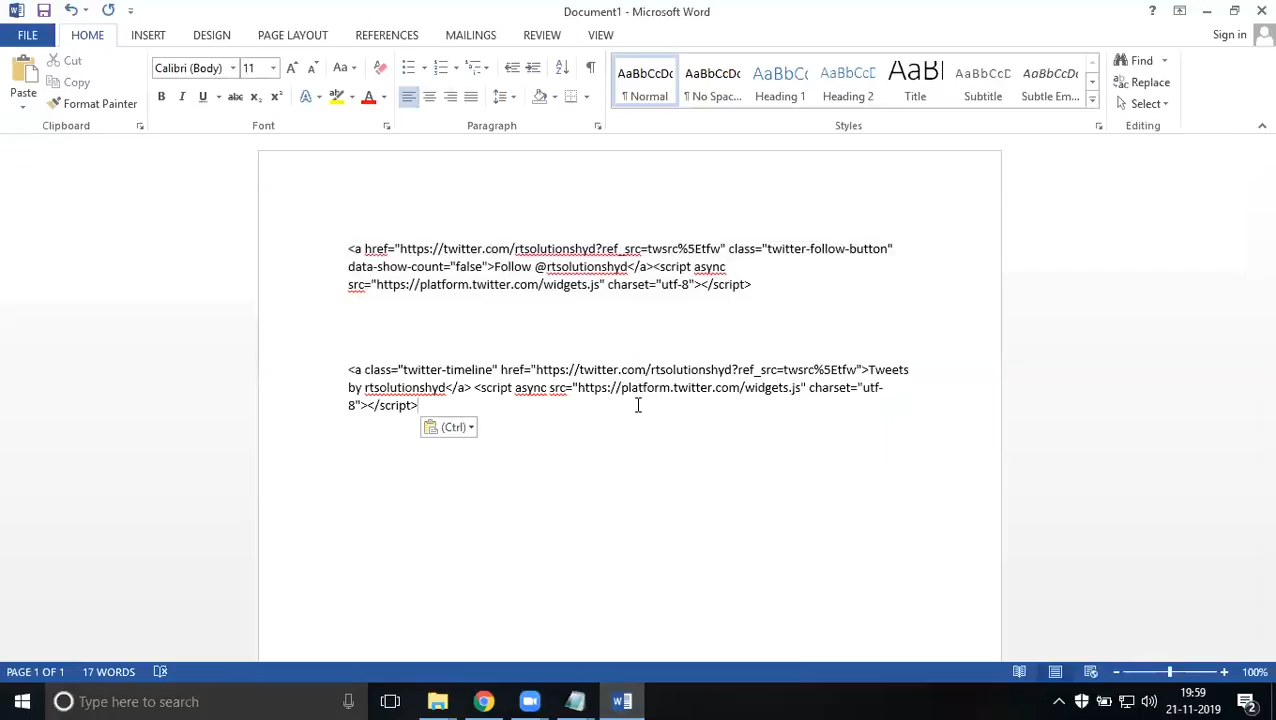 Document1 - Microsoft Word
FILE HOME INSERT DESIGN PAGE LAYOUT REFERENCES MAILINGS REVIEW VIEW Sign in
Paste
Cut
Copy
Format Painter
Clipboard
Calibri (Body) 11
Font
Paragraph
AaBbCcDc AaBbCcDc AaBbCc AaBbCcD AaBl AaBbCcD AaBbCcDc
¶ Normal ¶ No Spac... Heading 1 Heading 2 Title Subtitle Subtle Em...
Styles
Find
Replace
Select
Editing
<a href="https://twitter.com/rtsolutionshyd?ref_src=twsrc%5Etfw" class="twitter-follow-button"
data-show-count="false">Follow @rtsolutionshyd</a><script async
src="https://platform.twitter.com/widgets.js" charset="utf-8"></script>
<a class="twitter-timeline" href="https://twitter.com/rtsolutionshyd?ref_src=twsrc%5Etfw">Tweets
by rtsolutionshyd</a> <script async src="https://platform.twitter.com/widgets.js" charset="utf-
8"></script>
(Ctrl)
PAGE 1 OF 1 17 WORDS 100%
Type here to search
19:59
21-11-2019
2